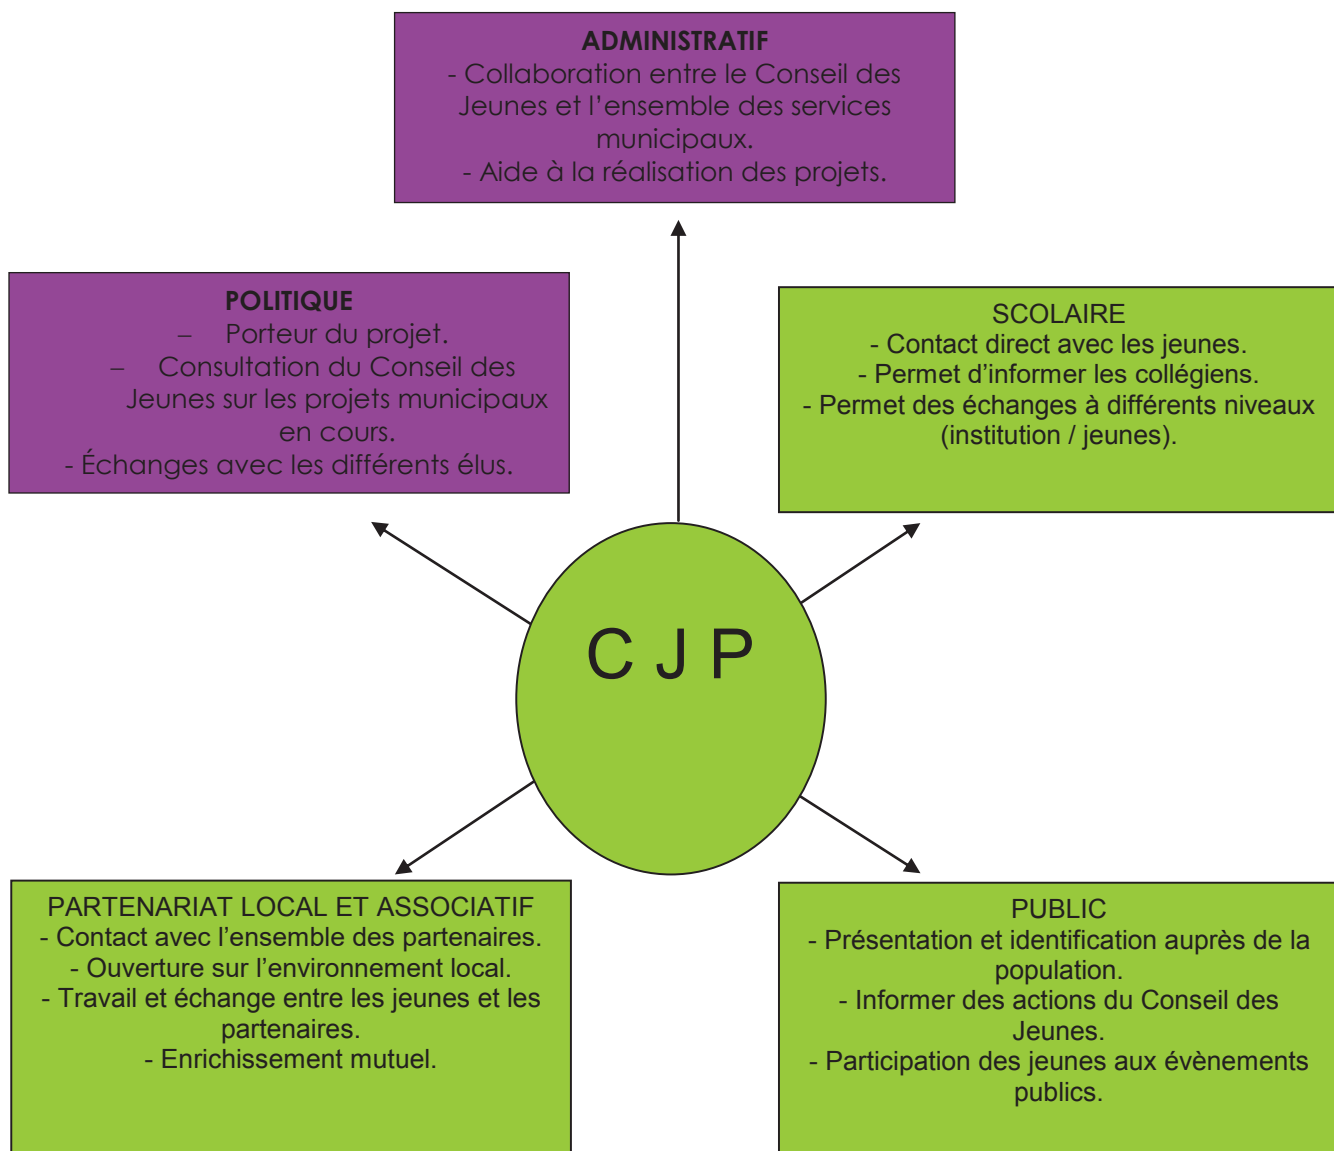 ADMINISTRATIF
- Collaboration entre le Conseil des
Jeunes et l'ensemble des services
municipaux.
- Aide à la réalisation des projets.
POLITIQUE
– Porteur du projet.
– Consultation du Conseil des
Jeunes sur les projets municipaux
en cours.
- Échanges avec les différents élus.
SCOLAIRE
- Contact direct avec les jeunes.
- Permet d'informer les collégiens.
- Permet des échanges à différents niveaux
(institution / jeunes).
C J P
PARTENARIAT LOCAL ET ASSOCIATIF
- Contact avec l'ensemble des partenaires.
- Ouverture sur l'environnement local.
- Travail et échange entre les jeunes et les
partenaires.
- Enrichissement mutuel.
PUBLIC
- Présentation et identification auprès de la
population.
- Informer des actions du Conseil des
Jeunes.
- Participation des jeunes aux évènements
publics.